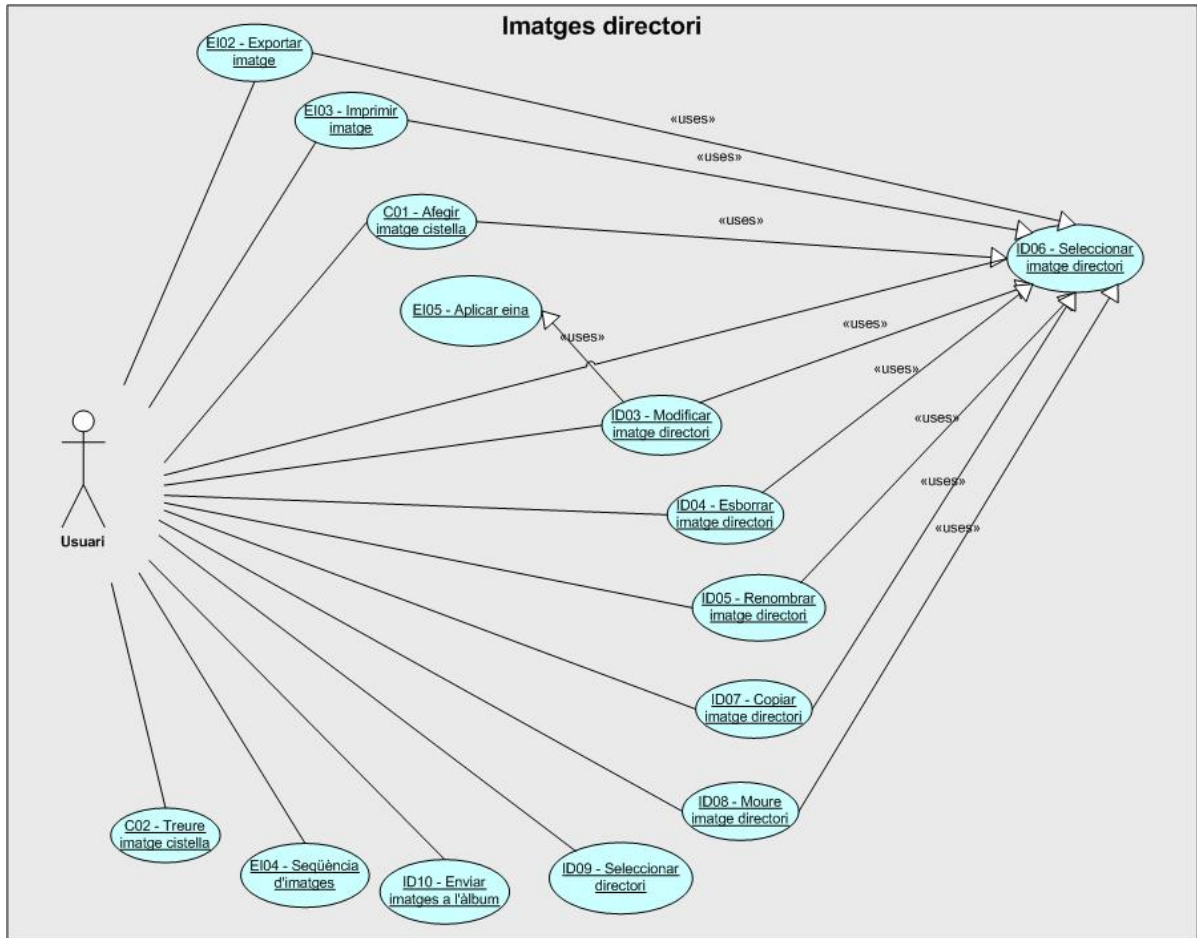 Imatges directori
EI02 - Exportar
imatge
EI03 - Imprimir
imatge
«uses»
«uses»
C01 - Afegir
imatge cistella
«uses»
ID06 - Seleccionar
imatge directori
EI05 - Aplicar eina
«uses»
«uses»
«uses»
ID03 - Modificar
imatge directori
«uses»
ID04 - Esborrar
imatge directori
«uses»
«uses»
Usuari
ID05 - Renombrar
imatge directori
ID07 - Copiar
imatge directori
ID08 - Moure
imatge directori
C02 - Treure
imatge cistella
EI04 - Seqüència
d'imatges
ID10 - Enviar
imatges a l'àlbum
ID09 - Seleccionar
directori